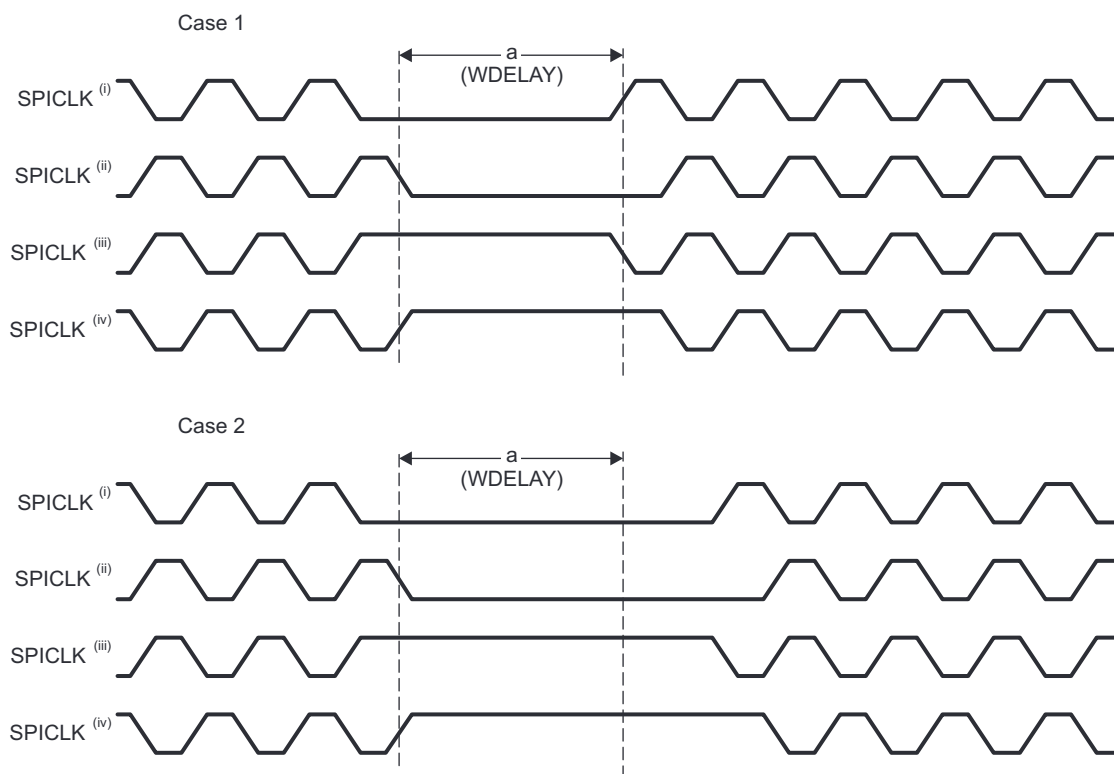 Case 1
a
(WDELAY)
SPICLK (i)
SPICLK (ii)
SPICLK (iii)
SPICLK (iv)
Case 2
a
(WDELAY)
SPICLK (i)
SPICLK (ii)
SPICLK (iii)
SPICLK (iv)